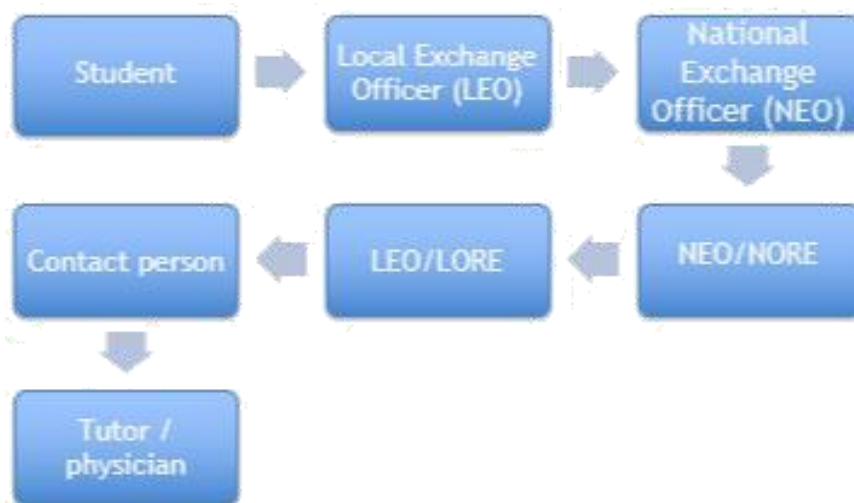 Student
Local Exchange
Officer (LEO)
National
Exchange
Officer (NEO)
NEO/NORE
LEO/LORE
Contact person
Tutor /
physician